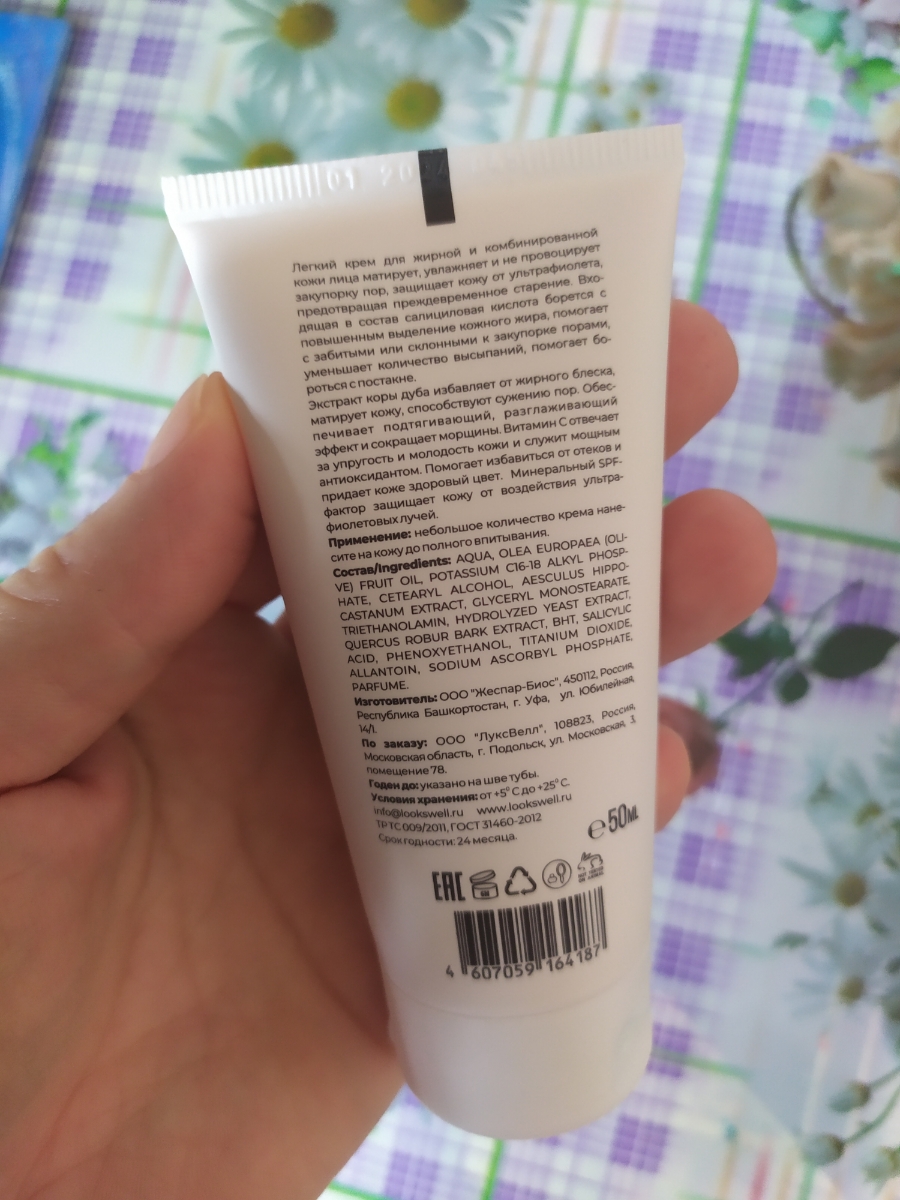 01 20
Легкий крем для жирной и комбинированной
кожи лица матирует, увлажняет и не провоцирует
закупорку пор, защищает кожу от ультрафиолета,
предотвращая преждевременное старение. Вхо-
дящая в состав салициловая кислота борется с
повышенным выделение кожного жира, помогает
с забитыми или склонными к закупорке порами,
уменьшает количество высыпаний, помогает бо-
роться с постакне.
Экстракт коры дуба избавляет от жирного блеска,
матирует кожу, способствуют сужению пор. Обес-
печивает подтягивающий, разглаживающий
эффект и сокращает морщины. Витамин С отвечает
за упругость и молодость кожи и служит мощным
антиоксидантом. Помогает избавиться от отеков и
придает коже здоровый цвет. Минеральный SPF-
фактор защищает кожу от воздействия ультра-
фиолетовых лучей.
Применение: небольшое количество крема нане-
сите на кожу до полного впитывания.
Состав/Ingredients: AQUA, OLEA EUROPAEA (OLI-
VE) FRUIT OIL, POTASSIUM C16-18 ALKYL PHOSP-
HATE, CETEARYL ALCOHOL, AESCULUS HIPPO-
CASTANUM EXTRACT, GLYCERYL MONOSTEARATE,
TRIETHANOLAMIN, HYDROLYZED YEAST EXTRACT,
QUERCUS ROBUR BARK EXTRACT, BHT, SALICYLIC
ACID, PHENOXYETHANOL, TITANIUM DIOXIDE,
ALLANTOIN, SODIUM ASCORBYL PHOSPHATE,
PARFUME.
Изготовитель: ООО "Жеспар-Биос", 450112, Россия,
Республика Башкортостан, г. Уфа, ул. Юбилейная,
14/1.
По заказу: ООО "ЛуксВелл", 108823, Россия,
Московская область, г. Подольск, ул. Московская, 3,
помещение 78.
Годен до: указано на шве тубы.
Условия хранения: от +5° С до +25° С.
info@lookswell.ru www.lookswell.ru
ТР ТС 009/2011, ГОСТ 31460-2012
Срок годности: 24 месяца.
℮ 50ML
EAC
4 607059 164187